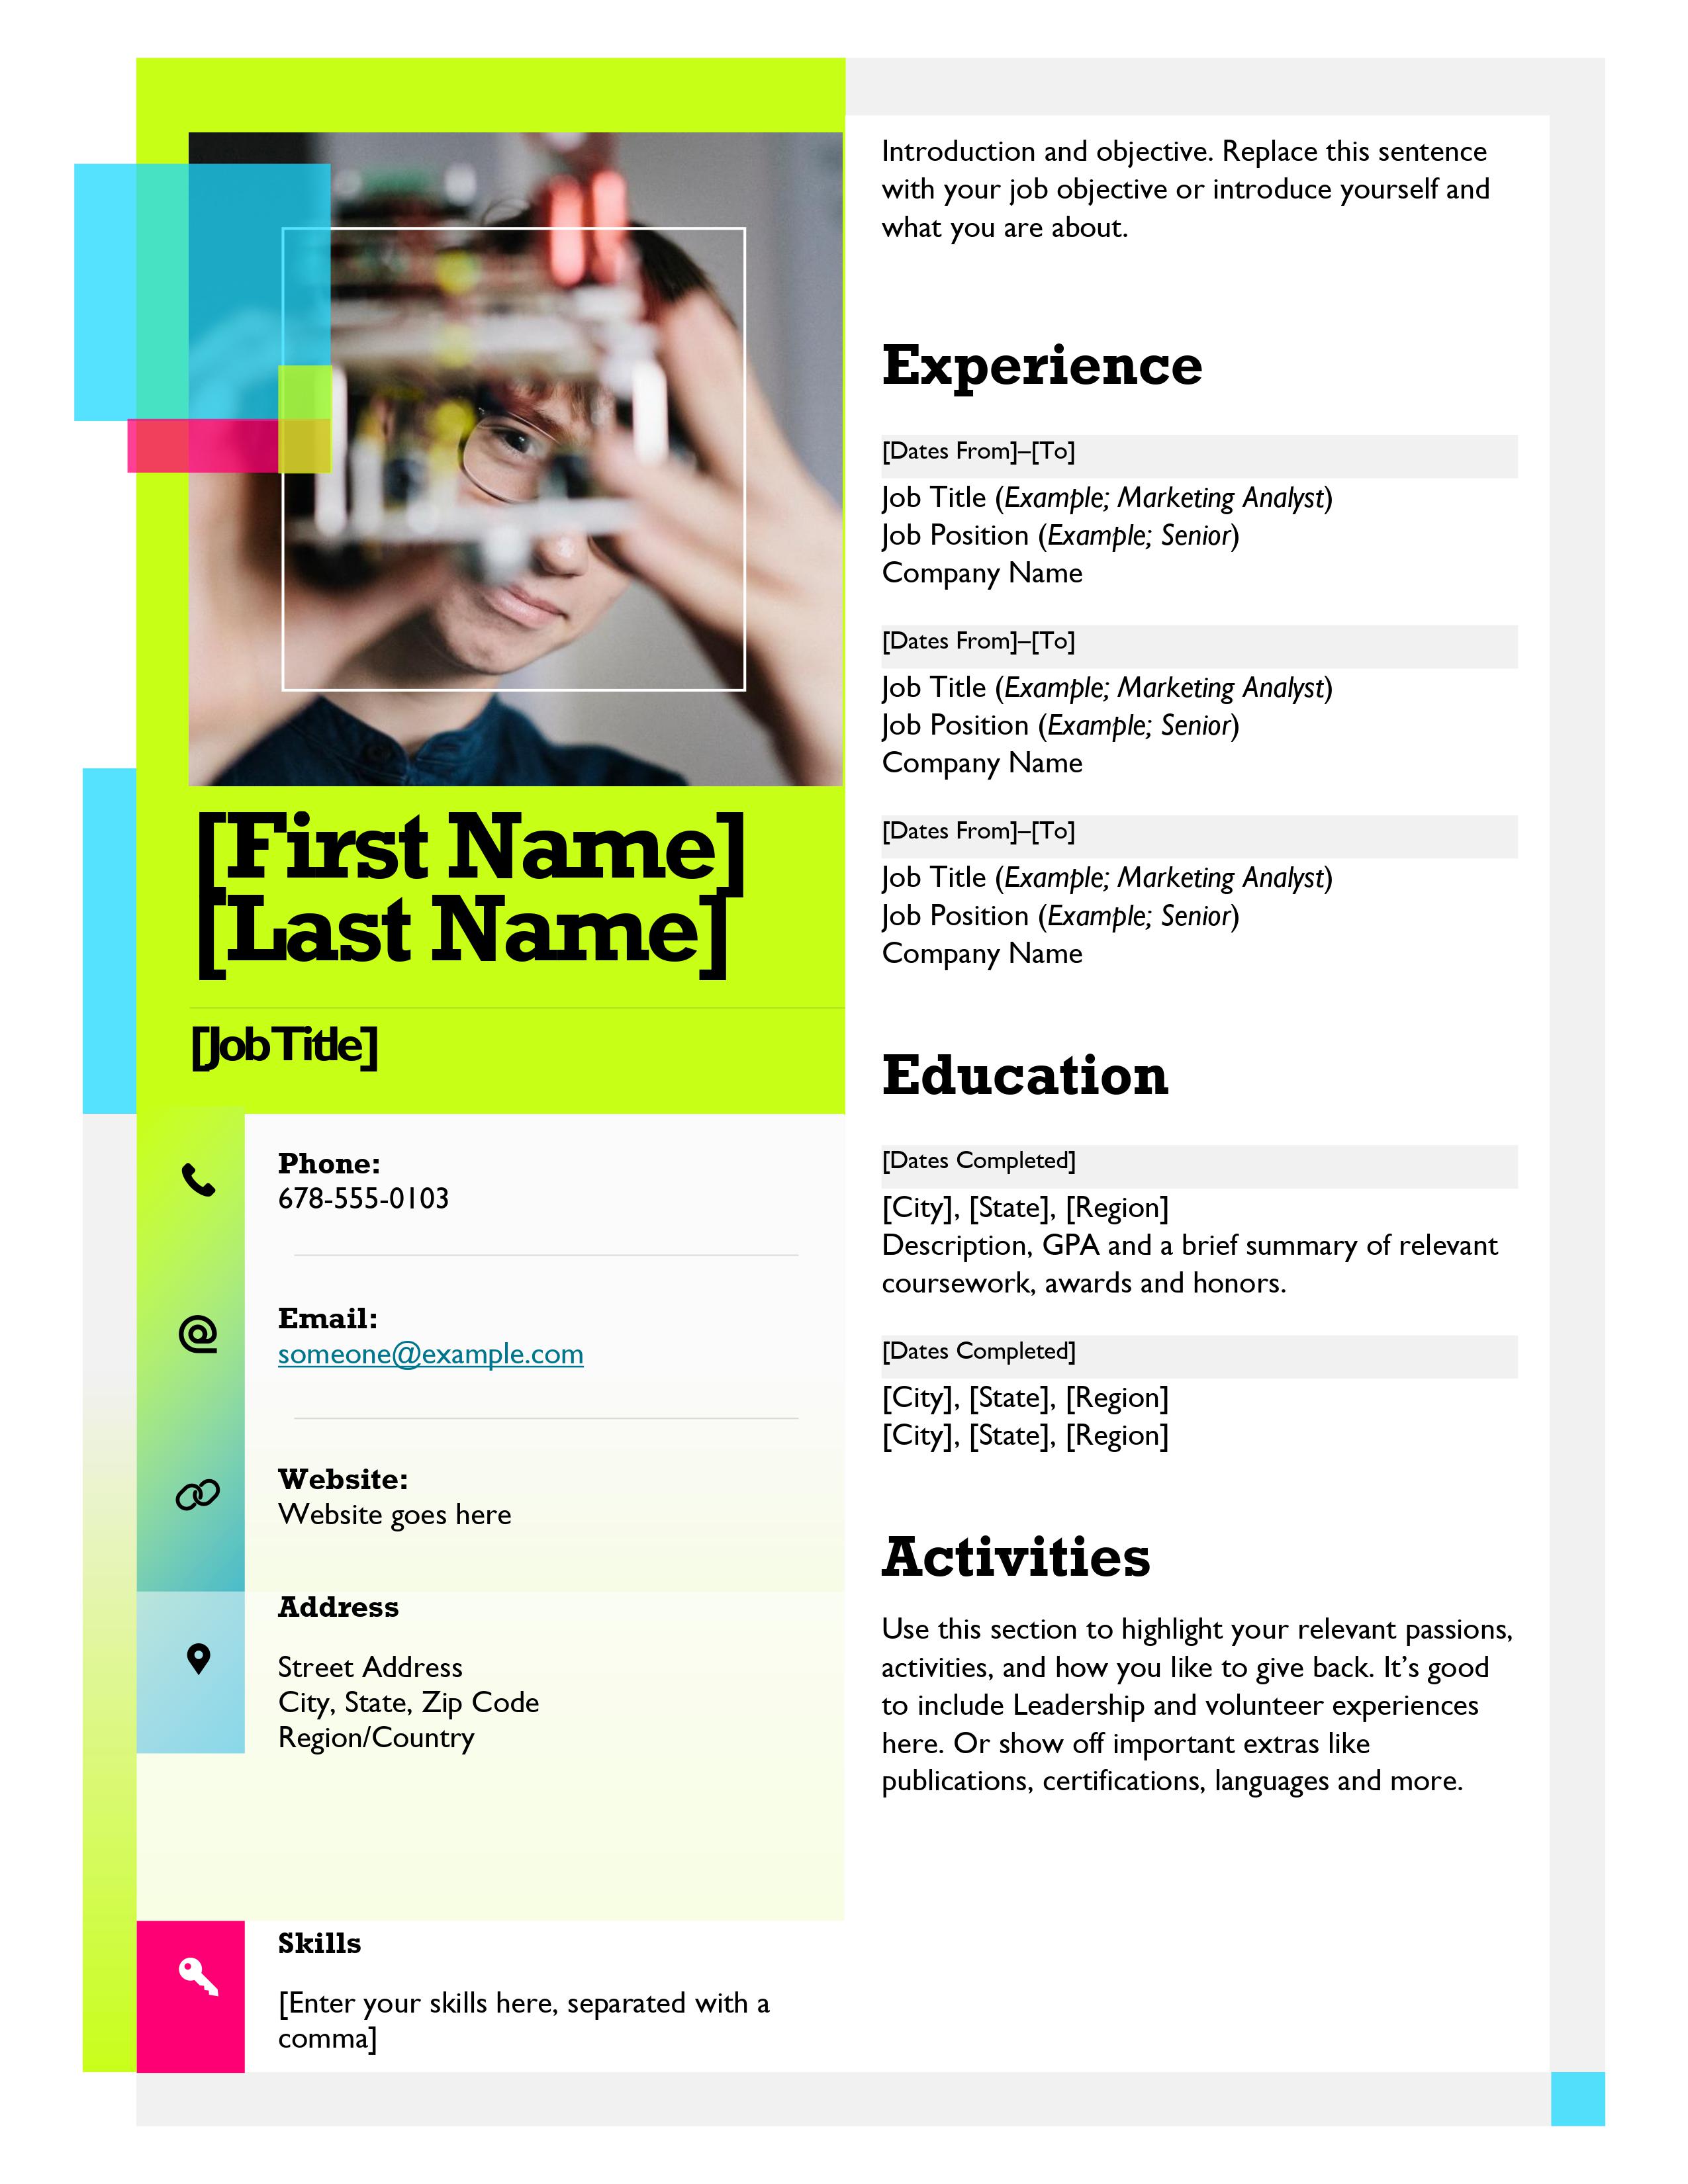 [First Name]
[Last Name]
[Job Title]
Phone:
678-555-0103
Email:
someone@example.com
Website:
Website goes here
Address
Street Address
City, State, Zip Code
Region/Country
Skills
[Enter your skills here, separated with a
comma]
Introduction and objective. Replace this sentence
with your job objective or introduce yourself and
what you are about.
Experience
[Dates From]–[To]
Job Title (Example; Marketing Analyst)
Job Position (Example; Senior)
Company Name
[Dates From]–[To]
Job Title (Example; Marketing Analyst)
Job Position (Example; Senior)
Company Name
[Dates From]–[To]
Job Title (Example; Marketing Analyst)
Job Position (Example; Senior)
Company Name
Education
[Dates Completed]
[City], [State], [Region]
Description, GPA and a brief summary of relevant
coursework, awards and honors.
[Dates Completed]
[City], [State], [Region]
[City], [State], [Region]
Activities
Use this section to highlight your relevant passions,
activities, and how you like to give back. It’s good
to include Leadership and volunteer experiences
here. Or show off important extras like
publications, certifications, languages and more.